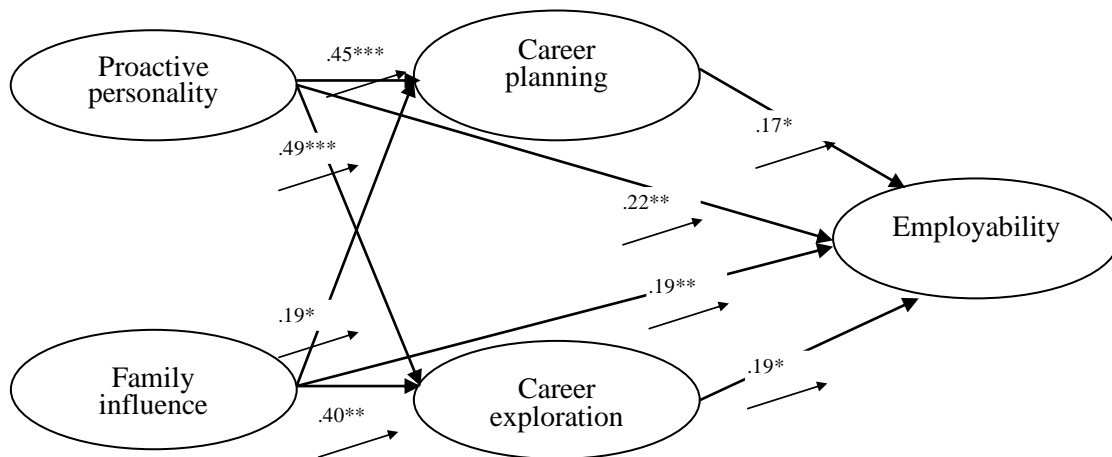 Proactive
personality
.45***
Career
planning
.17*
.49***
.22**
Employability
.19*
.19**
Family
influence
.40**
Career
exploration
.19*